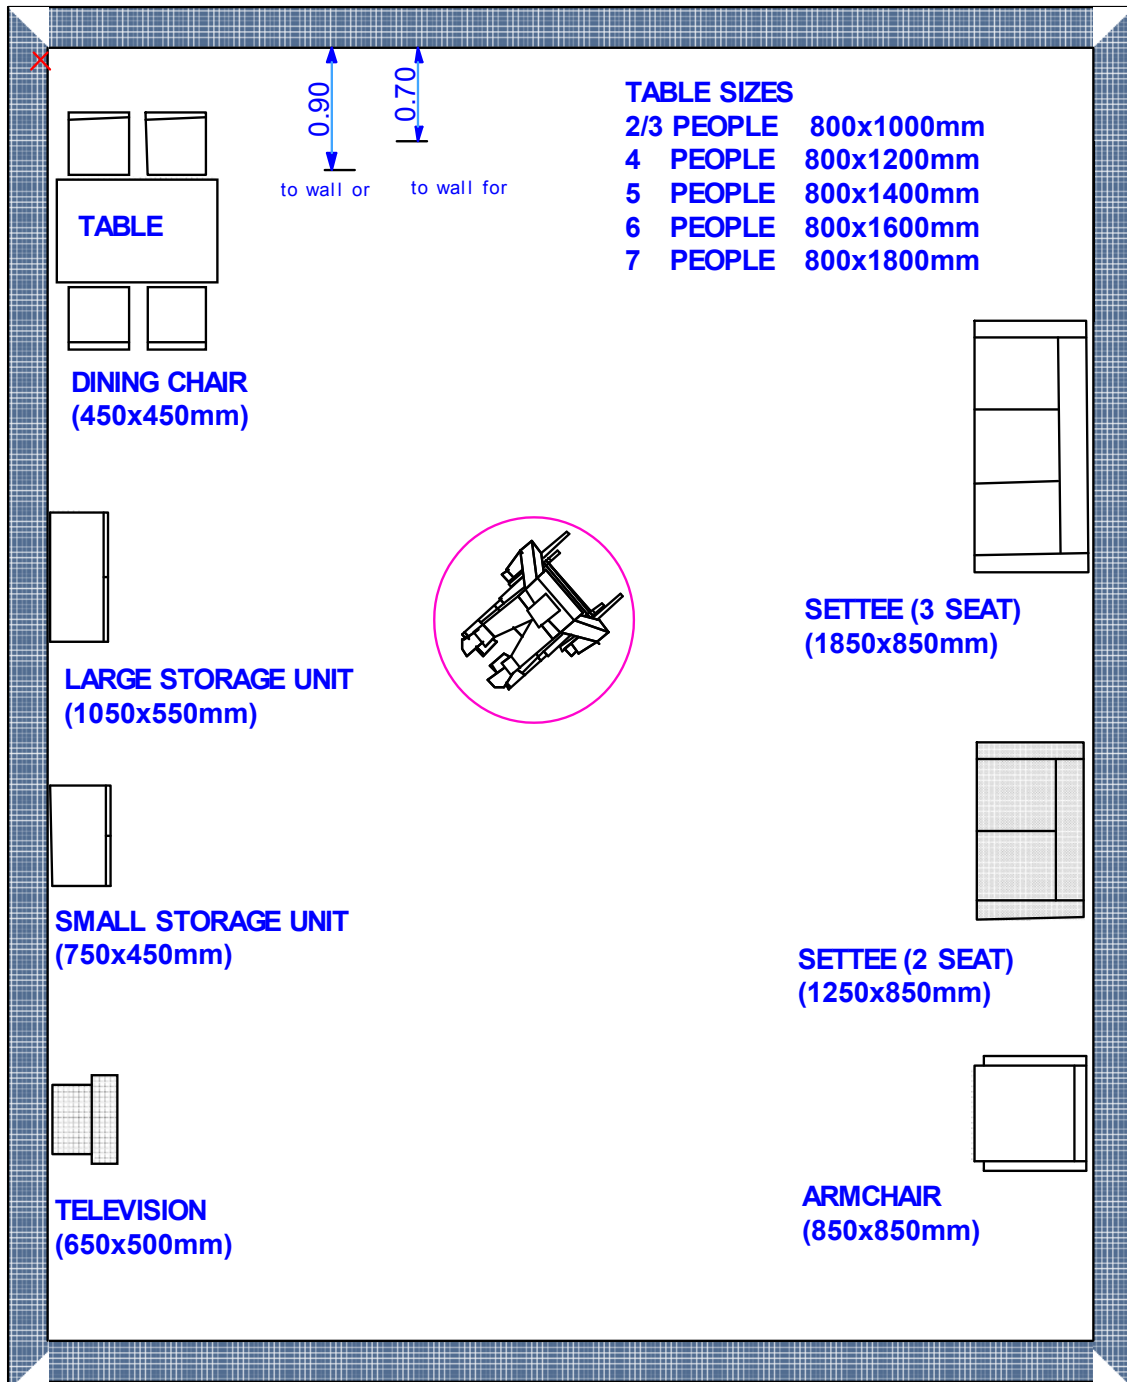 0.90
0.70
to wall or
to wall for
TABLE SIZES
2/3 PEOPLE 800x1000mm
4 PEOPLE 800x1200mm
5 PEOPLE 800x1400mm
6 PEOPLE 800x1600mm
7 PEOPLE 800x1800mm
TABLE
DINING CHAIR
(450x450mm)
LARGE STORAGE UNIT
(1050x550mm)
SETTEE (3 SEAT)
(1850x850mm)
SMALL STORAGE UNIT
(750x450mm)
SETTEE (2 SEAT)
(1250x850mm)
TELEVISION
(650x500mm)
ARMCHAIR
(850x850mm)